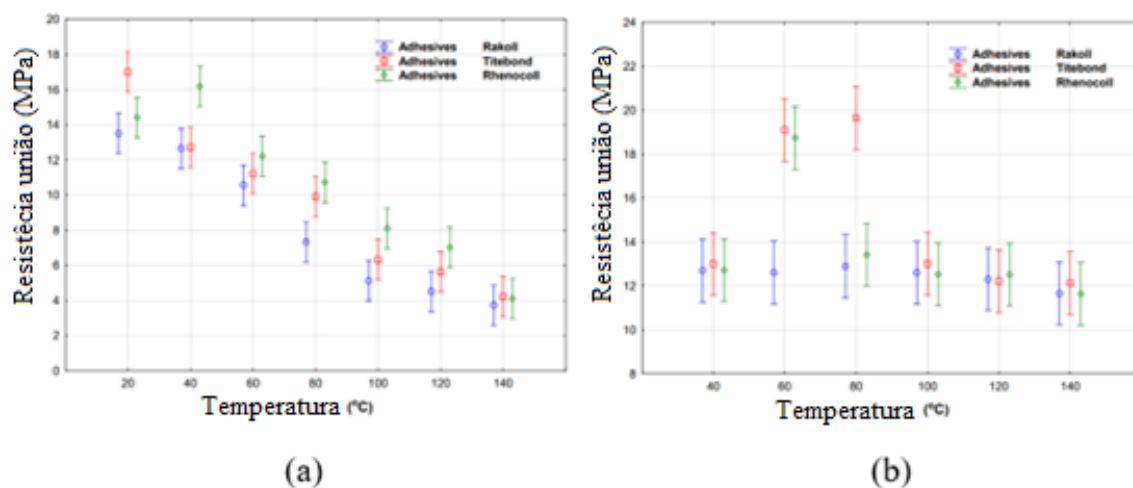 20
18
16
14
12
10
8
6
4
2
0
Resistêcia união (MPa)
Adhesives Rakoll
Adhesives Titebond
Adhesives Rhenocoll
20 40 60 80 100 120 140
Temperatura (ºC)
(a)
24
22
20
18
16
14
12
10
8
Resistêcia união (MPa)
Adhesives Rakoll
Adhesives Titebond
Adhesives Rhenocoll
40 60 80 100 120 140
Temperatura (ºC)
(b)